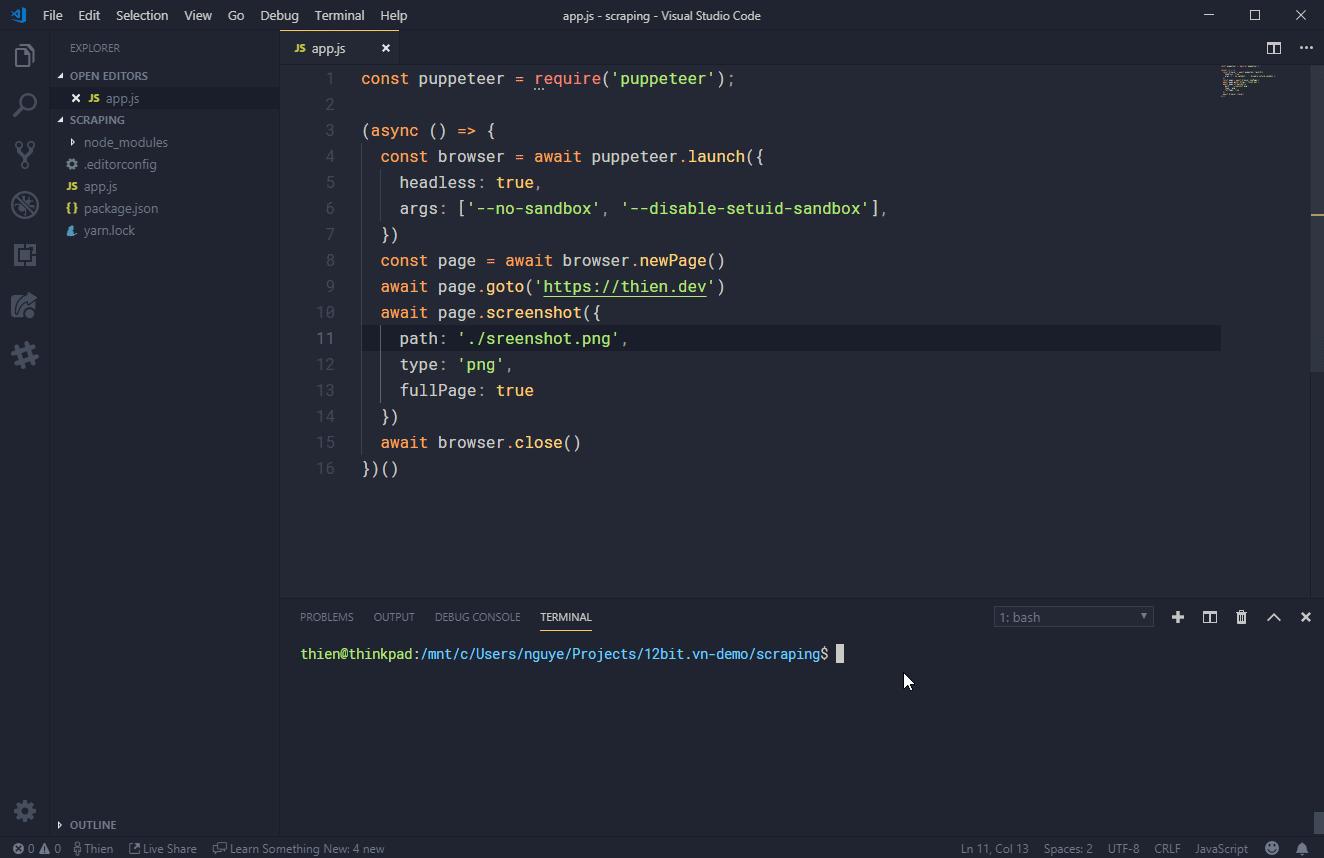 File Edit Selection View Go Debug Terminal Help
app.js - scraping - Visual Studio Code
EXPLORER
OPEN EDITORS
JS app.js
SCRAPING
node_modules
.editorconfig
JS app.js
{} package.json
yarn.lock
OUTLINE
JS app.js
1 const puppeteer = require('puppeteer');
2
3 (async () => {
4 const browser = await puppeteer.launch({
5 headless: true,
6 args: ['--no-sandbox', '--disable-setuid-sandbox'],
7 })
8 const page = await browser.newPage()
9 await page.goto('https://thien.dev')
10 await page.screenshot({
11 path: './sreenshot.png',
12 type: 'png',
13 fullPage: true
14 })
15 await browser.close()
16 })()
PROBLEMS OUTPUT DEBUG CONSOLE TERMINAL
1: bash
thien@thinkpad:/mnt/c/Users/nguye/Projects/12bit.vn-demo/scraping$
0 0 Thien Live Share Learn Something New: 4 new
Ln 11, Col 13 Spaces: 2 UTF-8 CRLF JavaScript